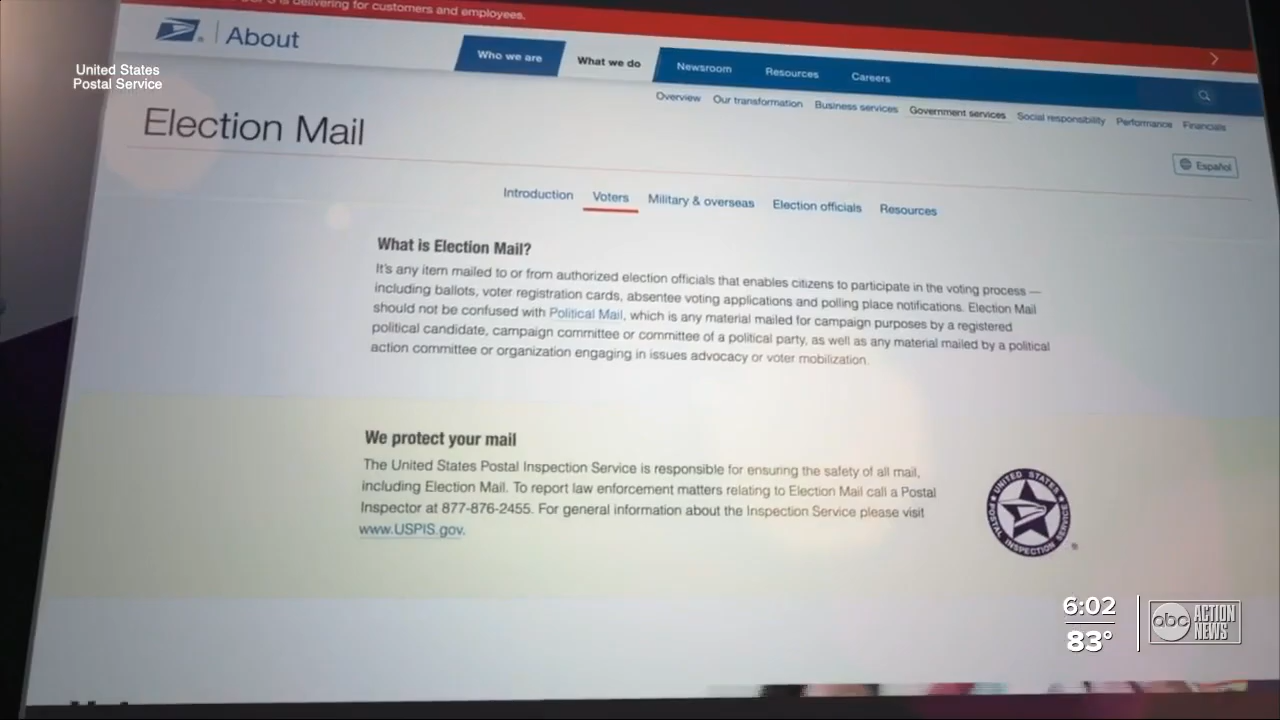 is delivering for customers and employees.
About
Who we are
What we do
Newsroom
Resources
Careers
United States
Postal Service
Overview
Our transformation
Business services
Government services
Social responsibility
Performance
Financials
Election Mail
Español
Introduction
Voters
Military & overseas
Election officials
Resources
What is Election Mail?
It's any item mailed to or from authorized election officials that enables citizens to participate in the voting process —
including ballots, voter registration cards, absentee voting applications and polling place notifications. Election Mail
should not be confused with Political Mail, which is any material mailed for campaign purposes by a registered
political candidate, campaign committee or committee of a political party, as well as any material mailed by a political
action committee or organization engaging in issues advocacy or voter mobilization.
We protect your mail
The United States Postal Inspection Service is responsible for ensuring the safety of all mail,
including Election Mail. To report law enforcement matters relating to Election Mail call a Postal
Inspector at 877-876-2455. For general information about the Inspection Service please visit
www.USPIS.gov.
UNITED STATES
POSTAL INSPECTION SERVICE
6:02
83°
abc ACTION
NEWS